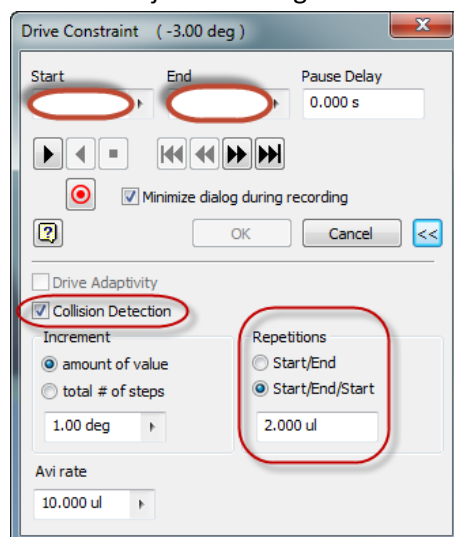 Drive Constraint ( -3.00 deg )
Start End Pause Delay
0.000 s
Minimize dialog during recording
OK Cancel <<
Drive Adaptivity
Collision Detection
Increment Repetitions
amount of value Start/End
total # of steps Start/End/Start
1.00 deg 2.000 ul
Avi rate
10.000 ul